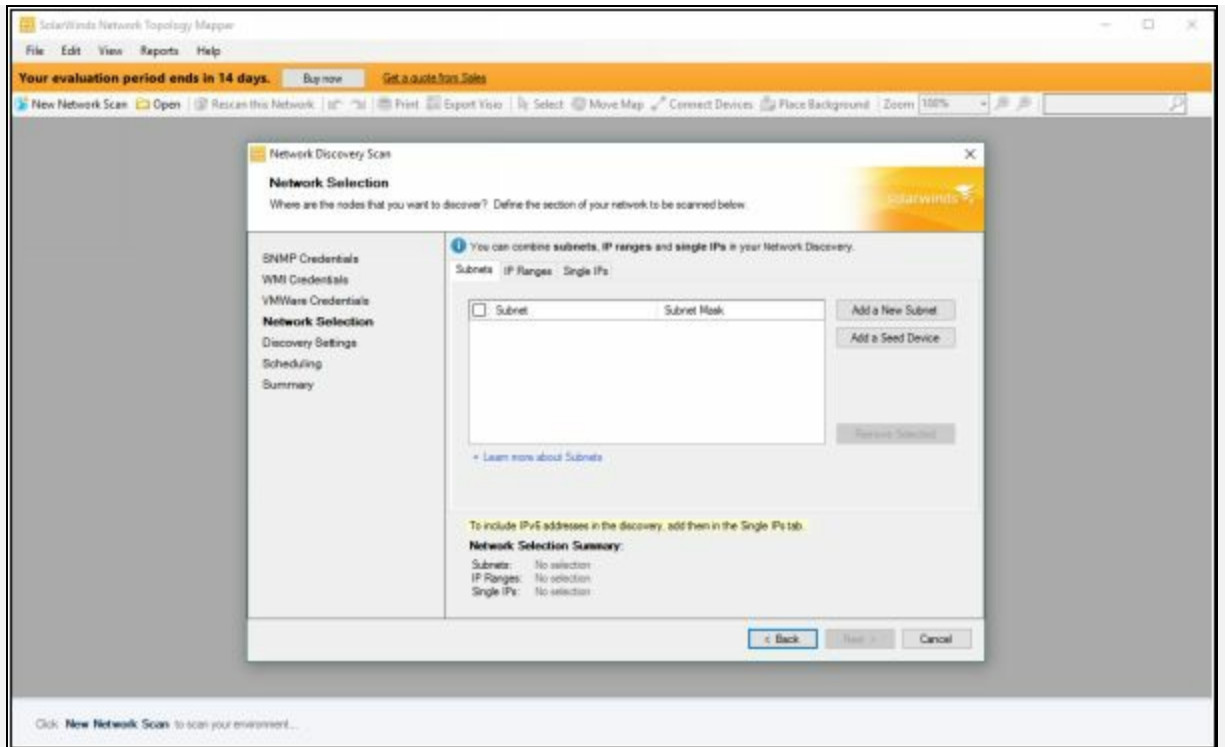 SolarWinds Network Topology Mapper
File Edit View Reports Help
Your evaluation period ends in 14 days. Buy now Get a quote from Sales
New Network Scan Open Rescan this Network Print Export Visio Select Move Map Connect Devices Place Background Zoom 100%
Network Discovery Scan
Network Selection
Where are the nodes that you want to discover? Define the section of your network to be scanned below.
solarwinds
SNMP Credentials
WMI Credentials
VMWare Credentials
Network Selection
Discovery Settings
Scheduling
Summary
You can combine subnets, IP ranges and single IPs in your Network Discovery.
Subnets IP Ranges Single IPs
Subnet Subnet Mask
Add a New Subnet
Add a Seed Device
Remove Selected
» Learn more about Subnets
To include IPv6 addresses in the discovery, add them in the Single IPs tab.
Network Selection Summary:
Subnets: No selection
IP Ranges: No selection
Single IPs: No selection
< Back Next > Cancel
Click New Network Scan to scan your environment...